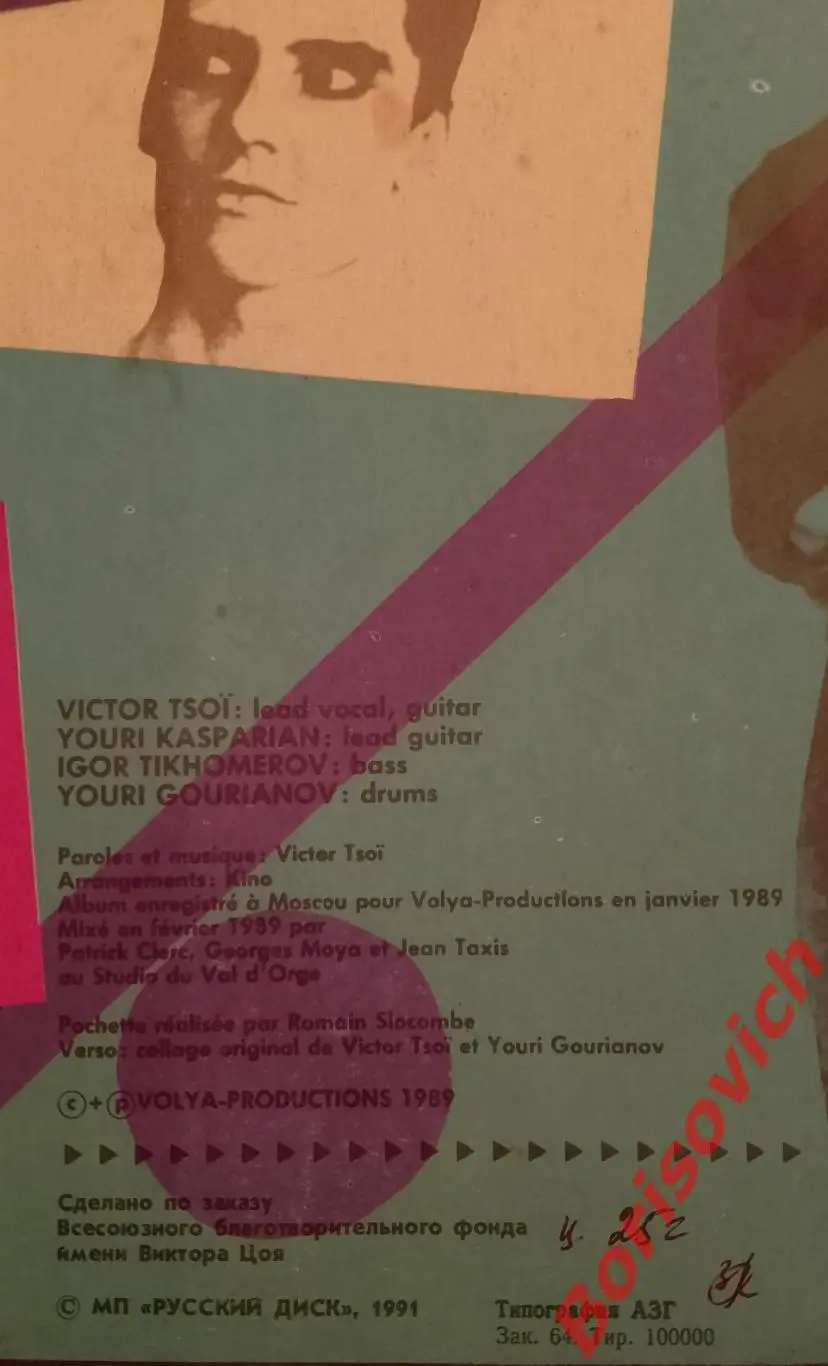 VICTOR TSOÏ: lead vocal, guitar
YOURI KASPARIAN: lead guitar
IGOR TIKHOMEROV: bass
YOURI GOURIANOV: drums
Paroles et musique: Victor Tsoï
Arrangements: Kino
Album enregistré à Moscou pour Volya-Productions en janvier 1989
Mixé en février 1989 par
Patrick Clerc, Georges Moya et Jean Taxis
au Studio du Val d'Orge
Pochette réalisée par Romain Slocombe
Verso: collage original de Victor Tsoï et Youri Gourianov
©+℗VOLYA-PRODUCTIONS 1989
Сделано по заказу
Всесоюзного благотворительного фонда
имени Виктора Цоя
ц. 25
© МП «РУССКИЙ ДИСК», 1991
Типография АЗГ
Зак. 64. Тир. 100000
Borisovich